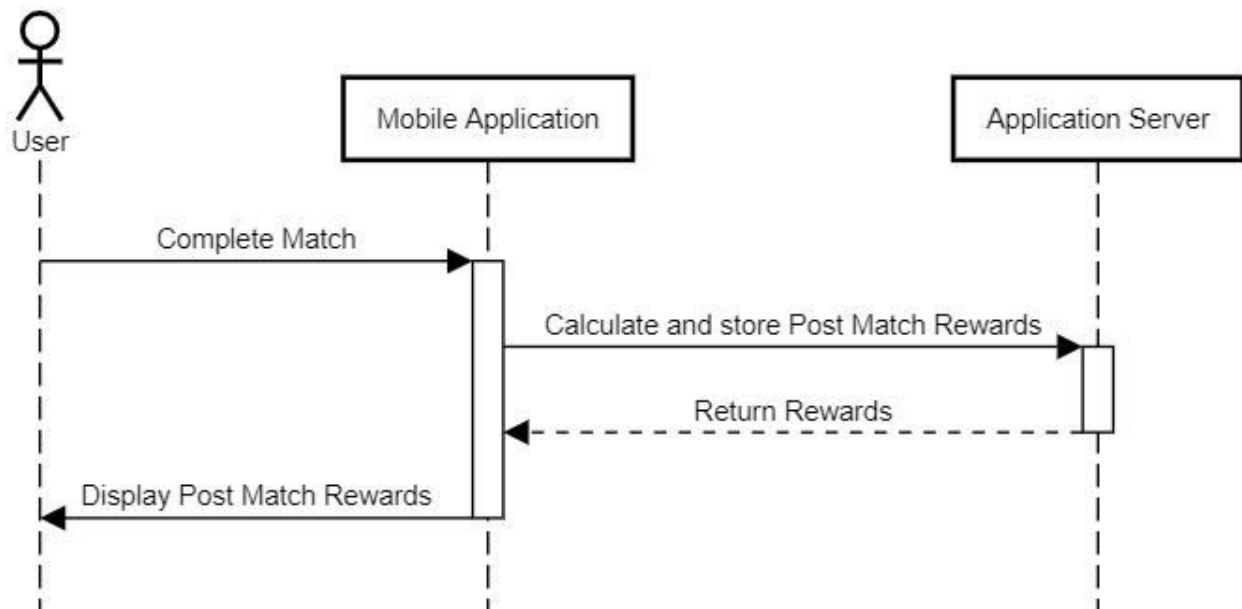 User
Mobile Application
Application Server
Complete Match
Calculate and store Post Match Rewards
Return Rewards
Display Post Match Rewards